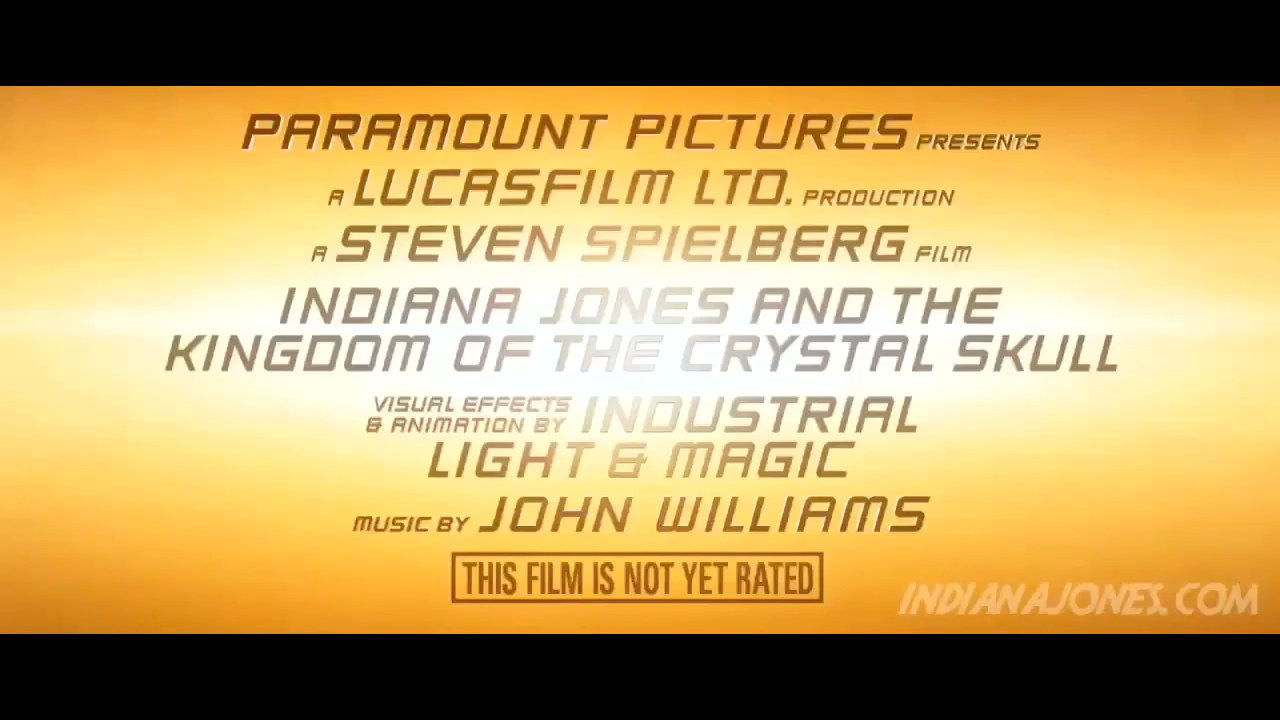 PARAMOUNT PICTURES PRESENTS
A LUCASFILM LTD. PRODUCTION
A STEVEN SPIELBERG FILM
INDIANA JONES AND THE
KINGDOM OF THE CRYSTAL SKULL
VISUAL EFFECTS & ANIMATION BY INDUSTRIAL
LIGHT & MAGIC
MUSIC BY JOHN WILLIAMS
THIS FILM IS NOT YET RATED
INDIANAJONES.COM